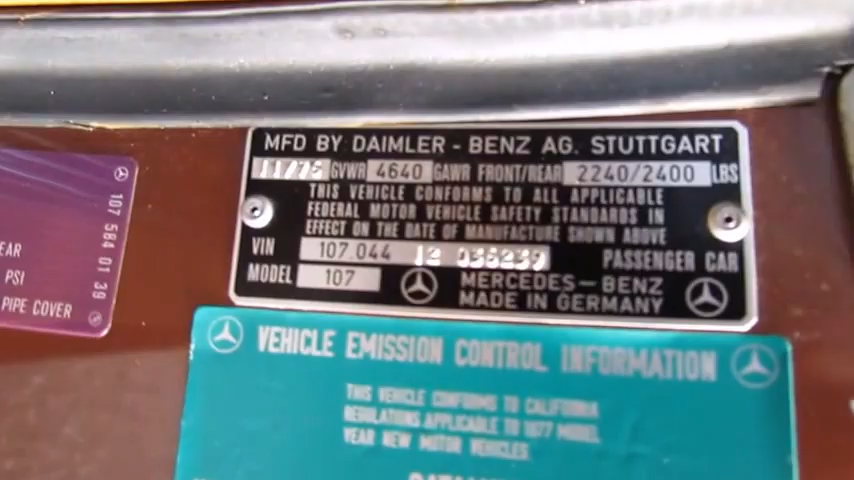 MFD BY DAIMLER - BENZ AG. STUTTGART
GVWR 4640 GAWR FRONT/REAR 2240/2400 LBS
THIS VEHICLE CONFORMS TO ALL APPLICABLE
FEDERAL MOTOR VEHICLE SAFETY STANDARDS IN
EFFECT ON THE DATE OF MANUFACTURE SHOWN ABOVE
VIN 107.044 12 PASSENGER CAR
MODEL 107 MERCEDES-BENZ
MADE IN GERMANY
107 584 01 39
EAR
PSI
PIPE COVER
VEHICLE EMISSION CONTROL INFORMATION
THIS VEHICLE CONFORMS TO CALIFORNIA
REGULATIONS APPLICABLE TO 1977 MODEL
YEAR NEW MOTOR VEHICLES